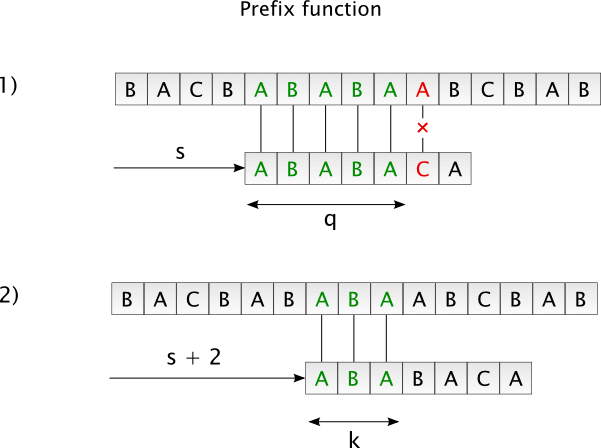 Prefix function
1)
B A C B A B A B A A B C B A B
×
s
A B A B A C A
q
2)
B A C B A B A B A A B C B A B
s + 2
A B A B A C A
k